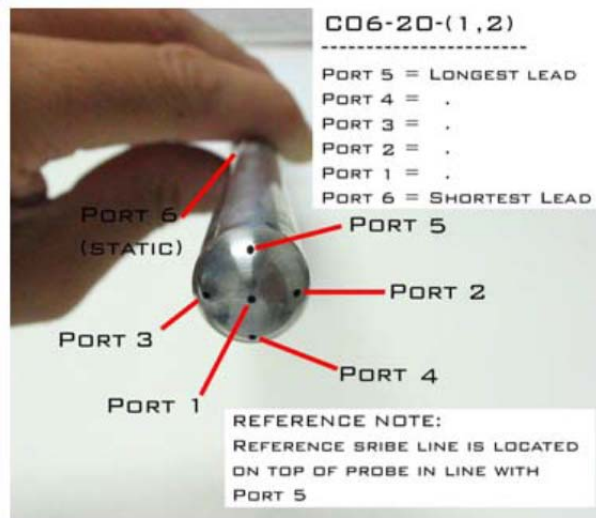 C06-20-(1,2)
-----------------------
PORT 5 = LONGEST LEAD
PORT 4 = .
PORT 3 = .
PORT 2 = .
PORT 1 = .
PORT 6 = SHORTEST LEAD
PORT 6
(STATIC)
PORT 5
PORT 2
PORT 3
PORT 4
PORT 1
REFERENCE NOTE:
REFERENCE SRIBE LINE IS LOCATED
ON TOP OF PROBE IN LINE WITH
PORT 5